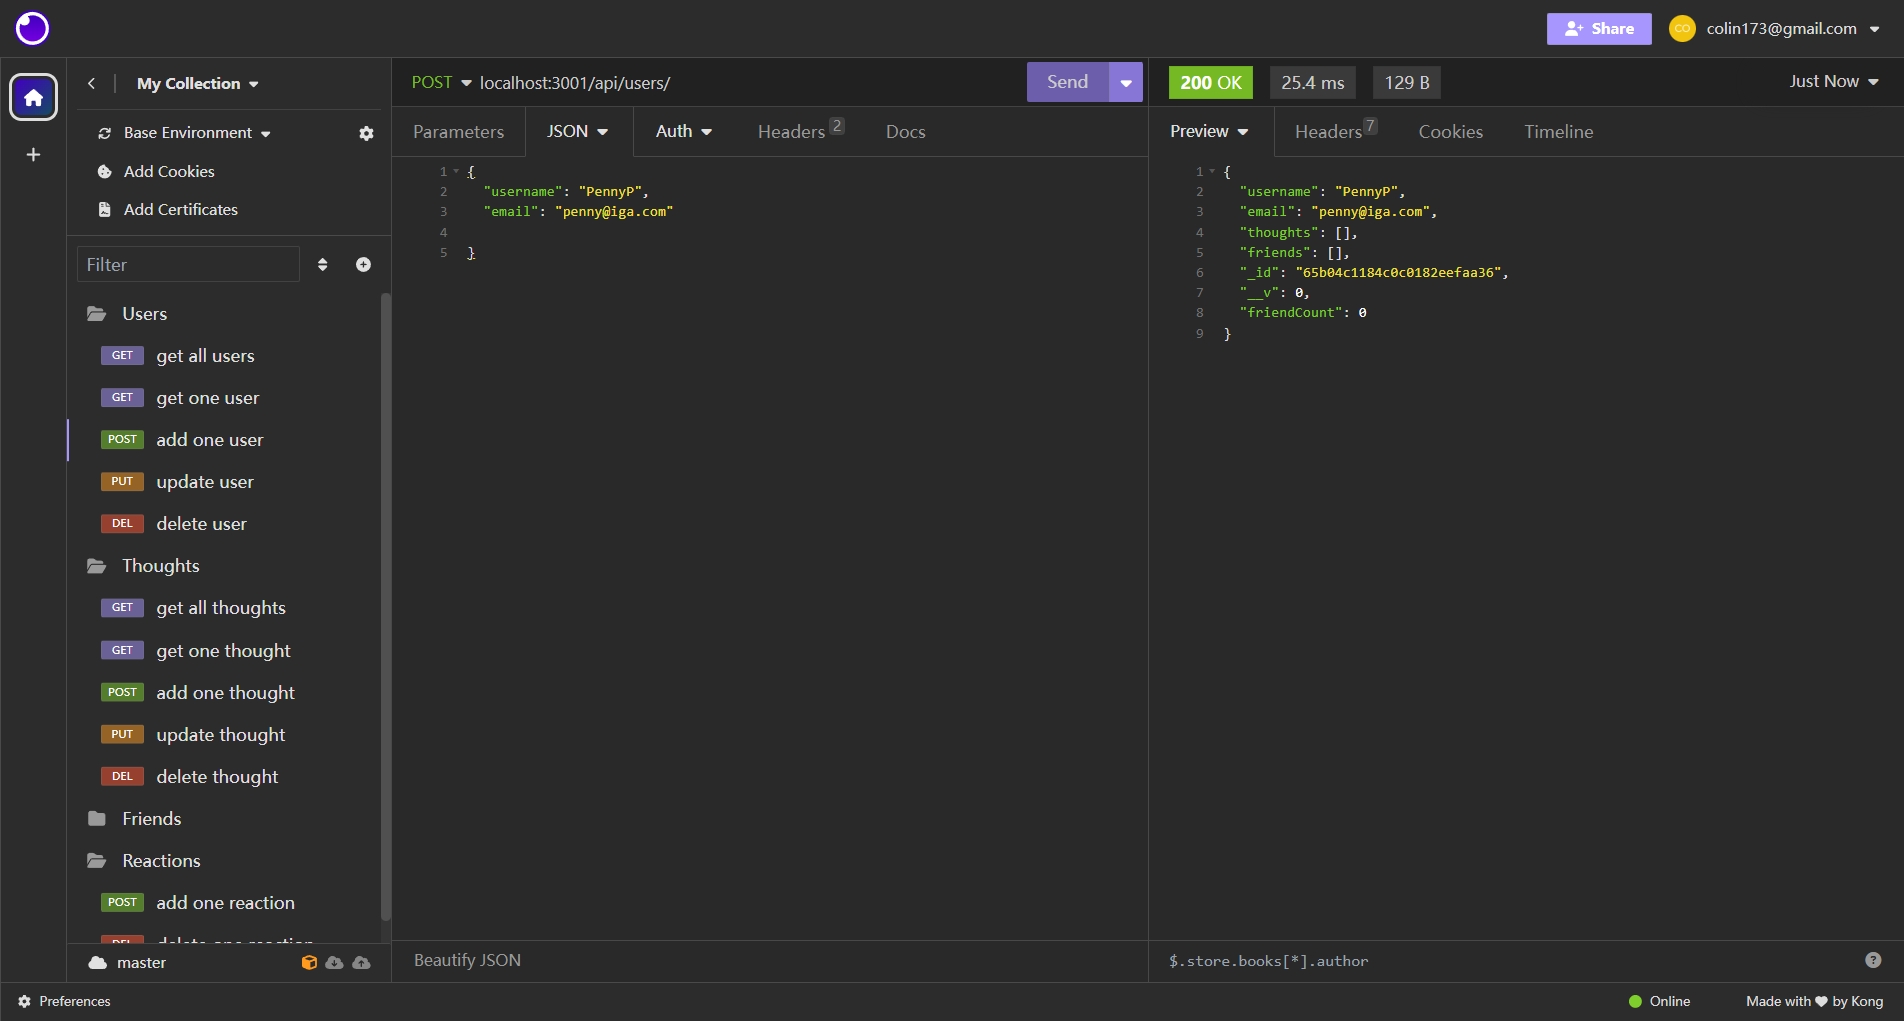 Share
CO colin173@gmail.com
My Collection
Base Environment
Add Cookies
Add Certificates
Filter
Users
GET get all users
GET get one user
POST add one user
PUT update user
DEL delete user
Thoughts
GET get all thoughts
GET get one thought
POST add one thought
PUT update thought
DEL delete thought
Friends
Reactions
POST add one reaction
DEL delete one reaction
master
POST localhost:3001/api/users/ Send
Parameters JSON Auth Headers 2 Docs
1 {
2 "username": "PennyP",
3 "email": "penny@iga.com"
4
5 }
Beautify JSON
200 OK 25.4 ms 129 B Just Now
Preview Headers 7 Cookies Timeline
1 {
2 "username": "PennyP",
3 "email": "penny@iga.com",
4 "thoughts": [],
5 "friends": [],
6 "_id": "65b04c1184c0c0182eefaa36",
7 "__v": 0,
8 "friendCount": 0
9 }
$.store.books[*].author ?
Preferences
Online Made with ♥ by Kong